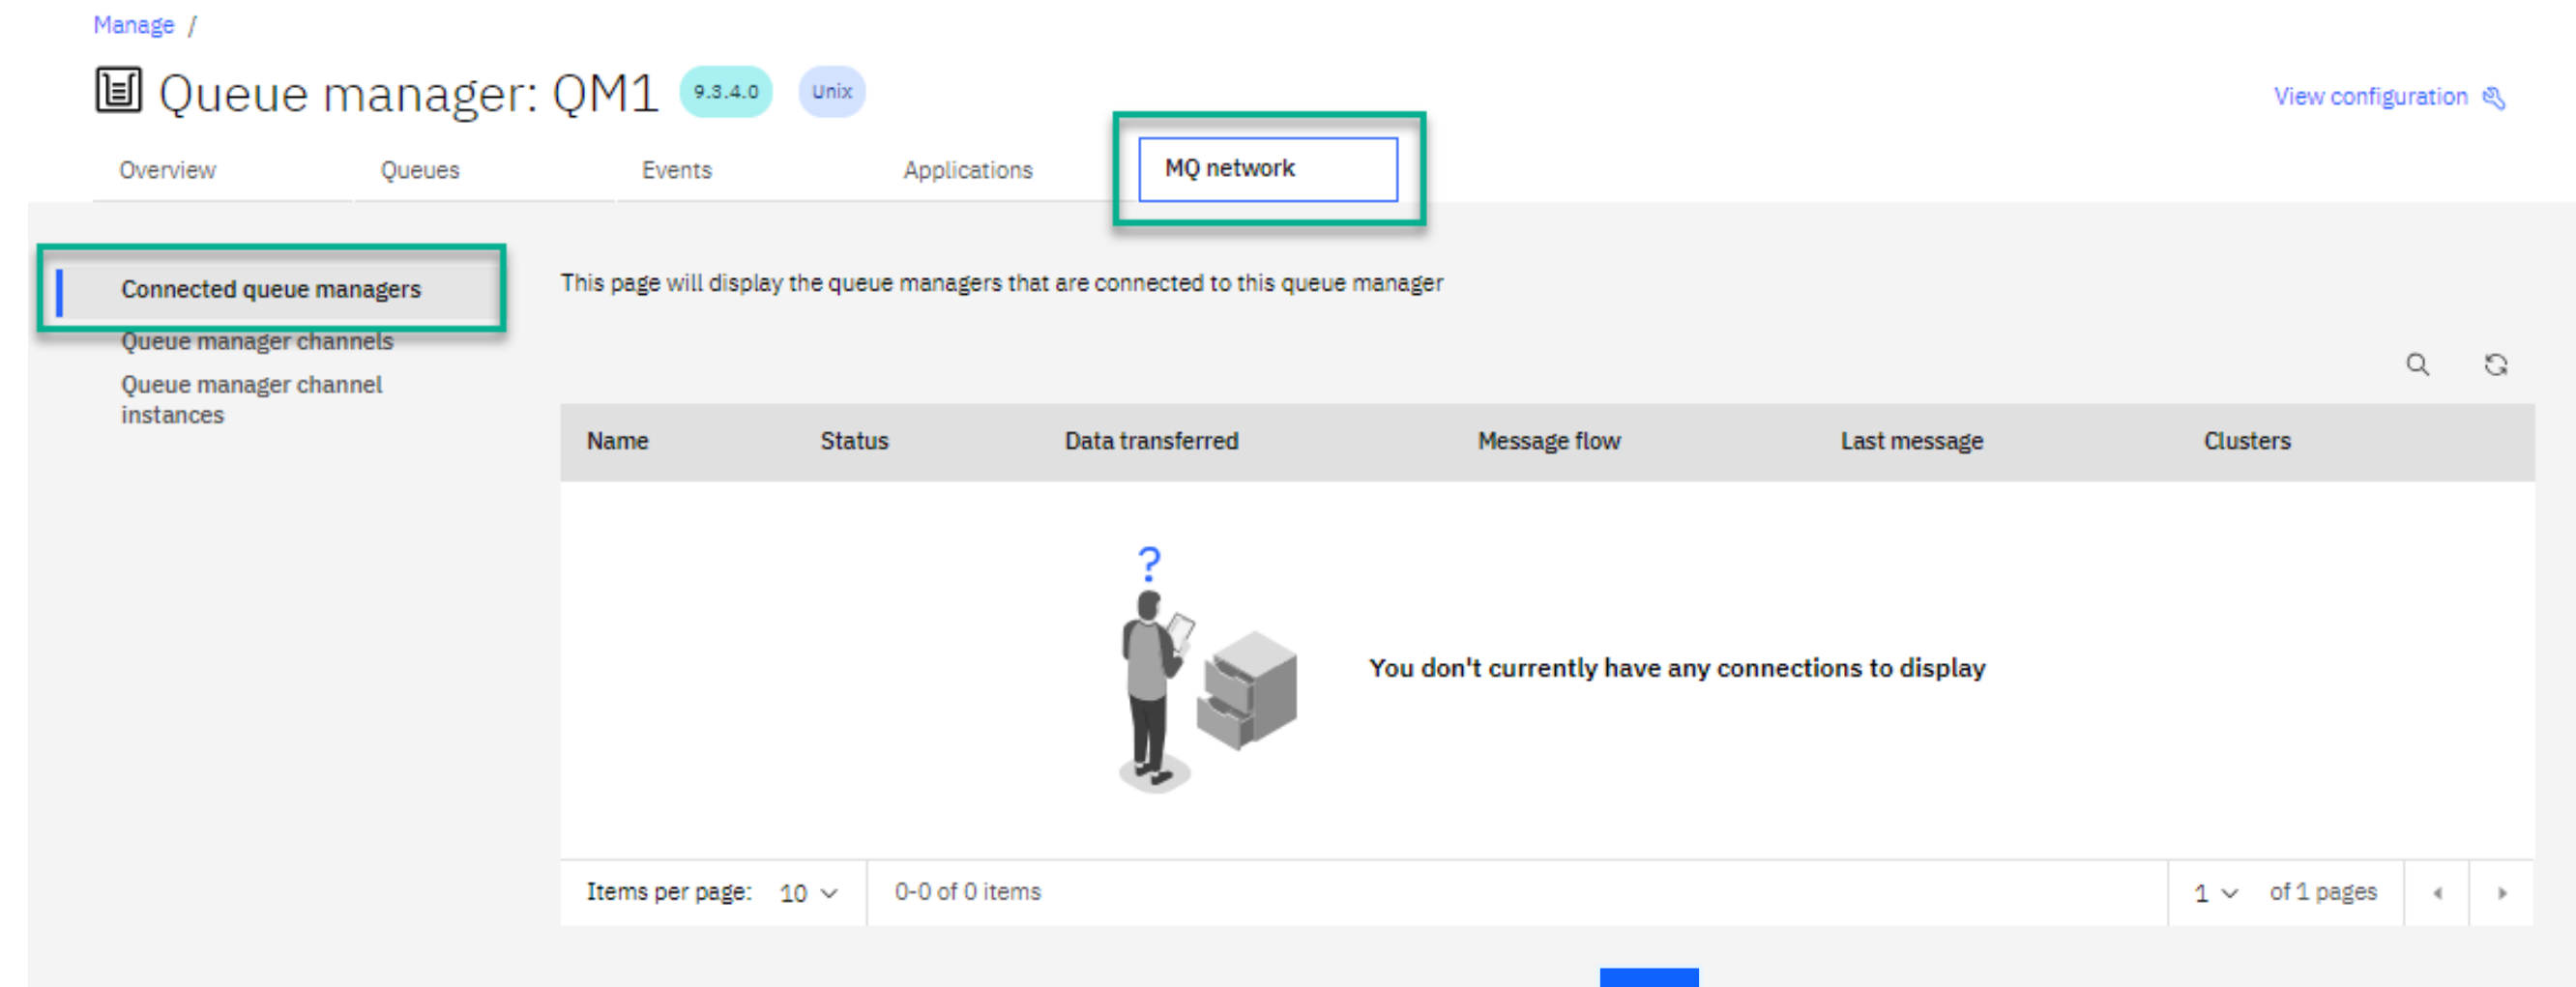 Manage /
Queue manager: QM1 9.3.4.0 Unix
View configuration
Overview Queues Events Applications MQ network
Connected queue managers
Queue manager channels
Queue manager channel
instances
This page will display the queue managers that are connected to this queue manager
Name Status Data transferred Message flow Last message Clusters
?
You don't currently have any connections to display
Items per page: 10 0-0 of 0 items 1 of 1 pages